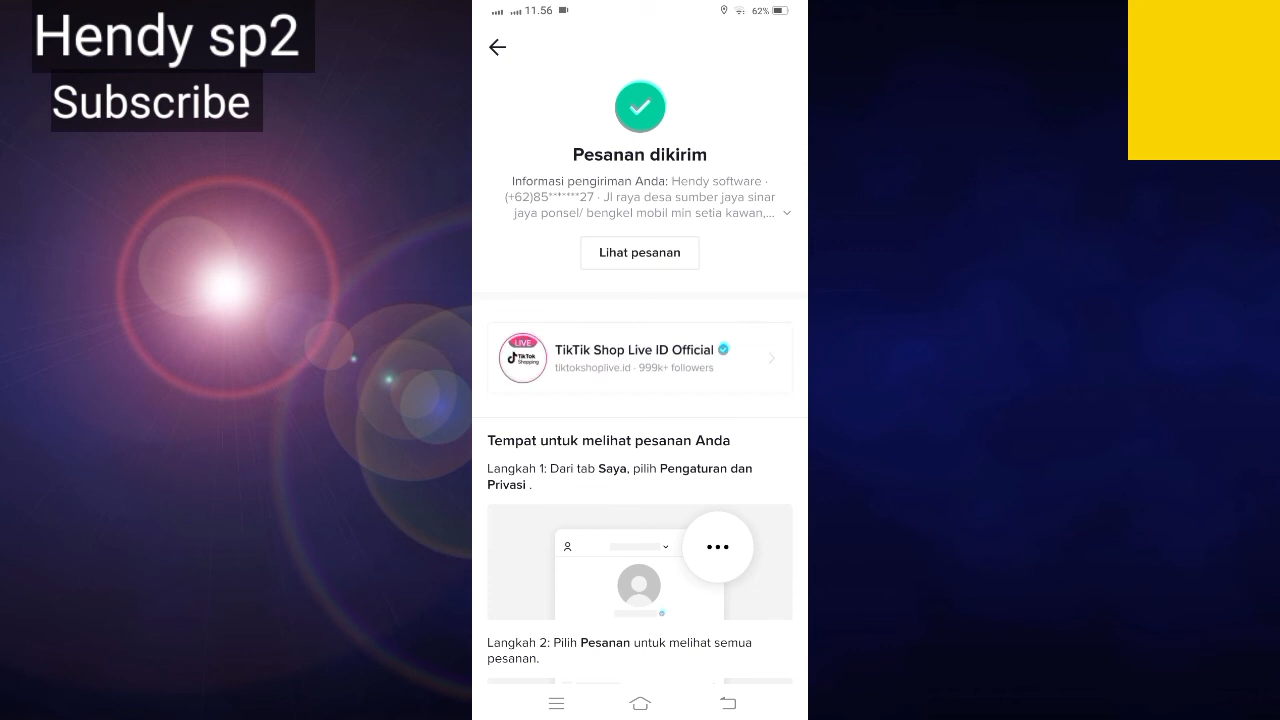 Hendy sp2
Subscribe
11.56
62%
Pesanan dikirim
Informasi pengiriman Anda: Hendy software ·
(+62)85*******27 · Jl raya desa sumber jaya sinar
jaya ponsel/ bengkel mobil min setia kawan,...
Lihat pesanan
LIVE
TikTok
Shopping
TikTik Shop Live ID Official
tiktokshoplive.id · 999k+ followers
Tempat untuk melihat pesanan Anda
Langkah 1: Dari tab Saya, pilih Pengaturan dan
Privasi .
Langkah 2: Pilih Pesanan untuk melihat semua
pesanan.